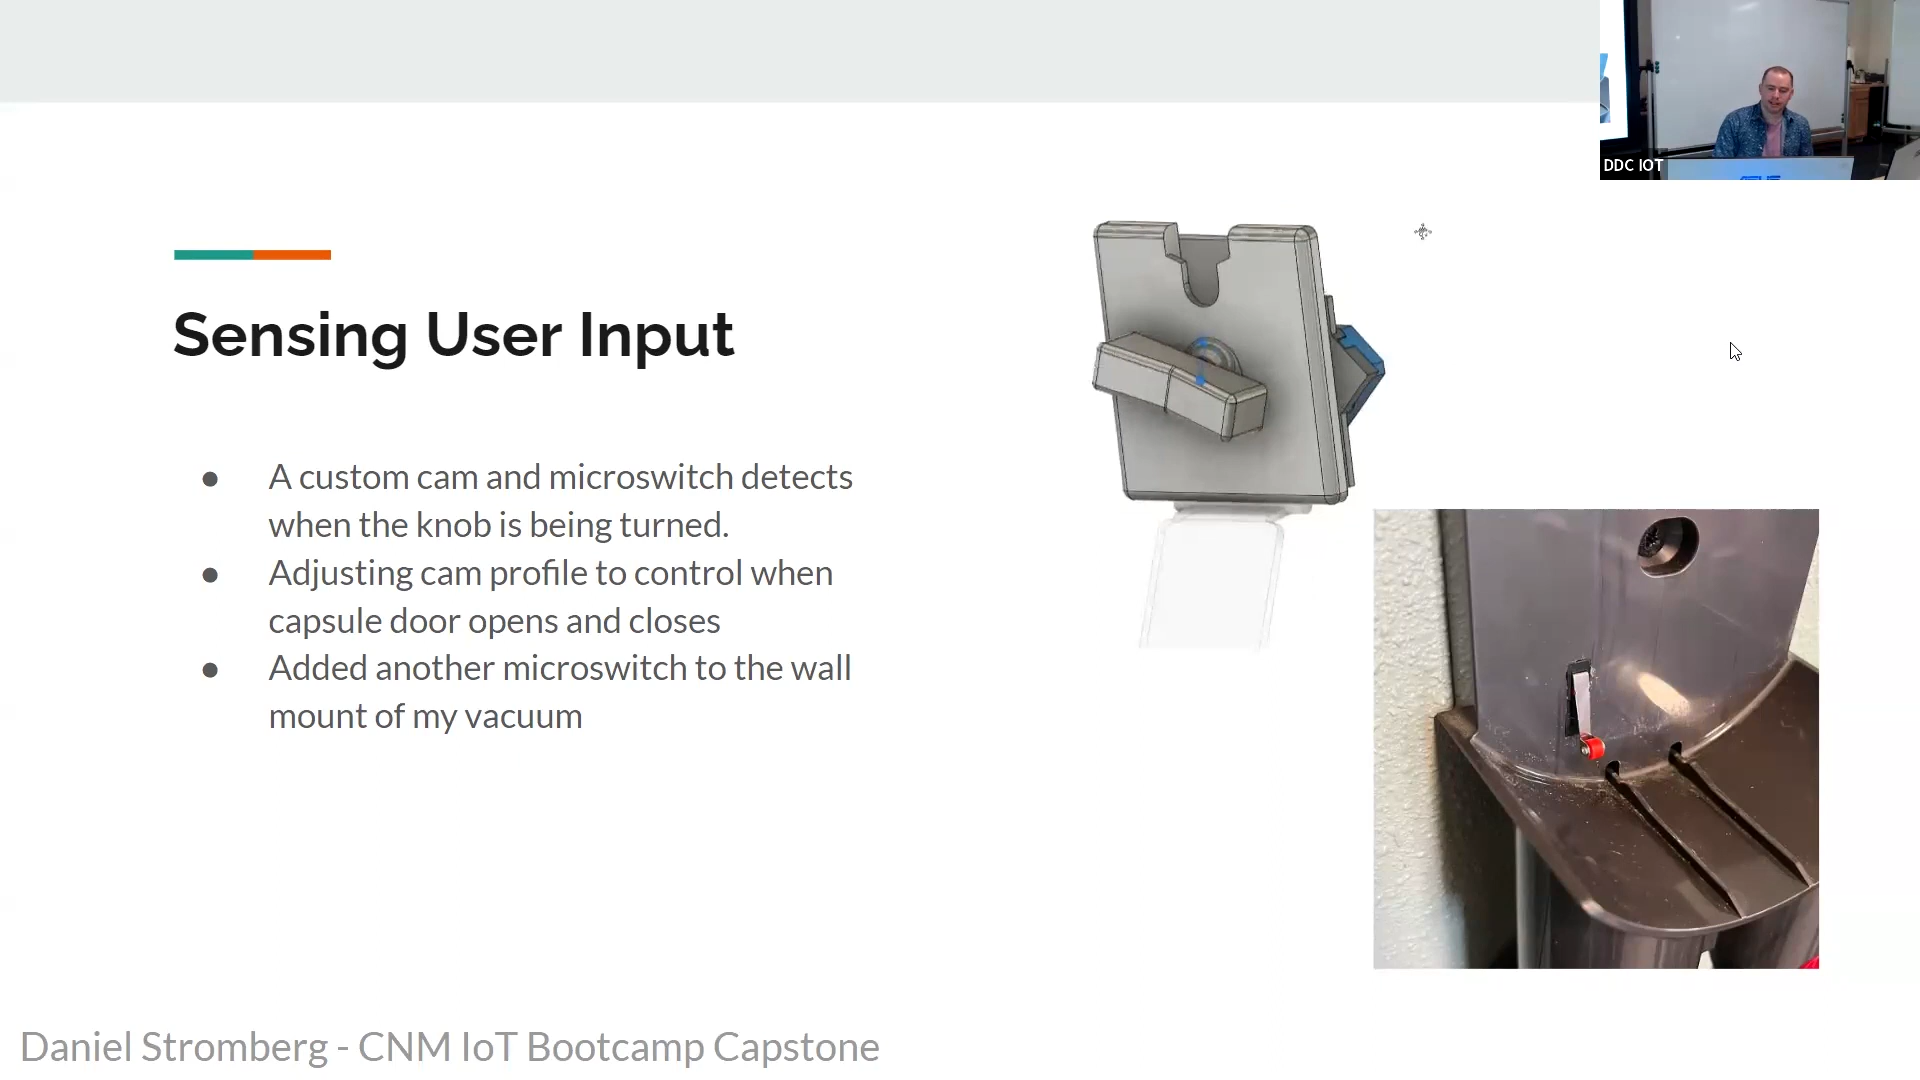 DDC IOT
Sensing User Input
● A custom cam and microswitch detects
when the knob is being turned.
● Adjusting cam profile to control when
capsule door opens and closes
● Added another microswitch to the wall
mount of my vacuum
Daniel Stromberg - CNM IoT Bootcamp Capstone